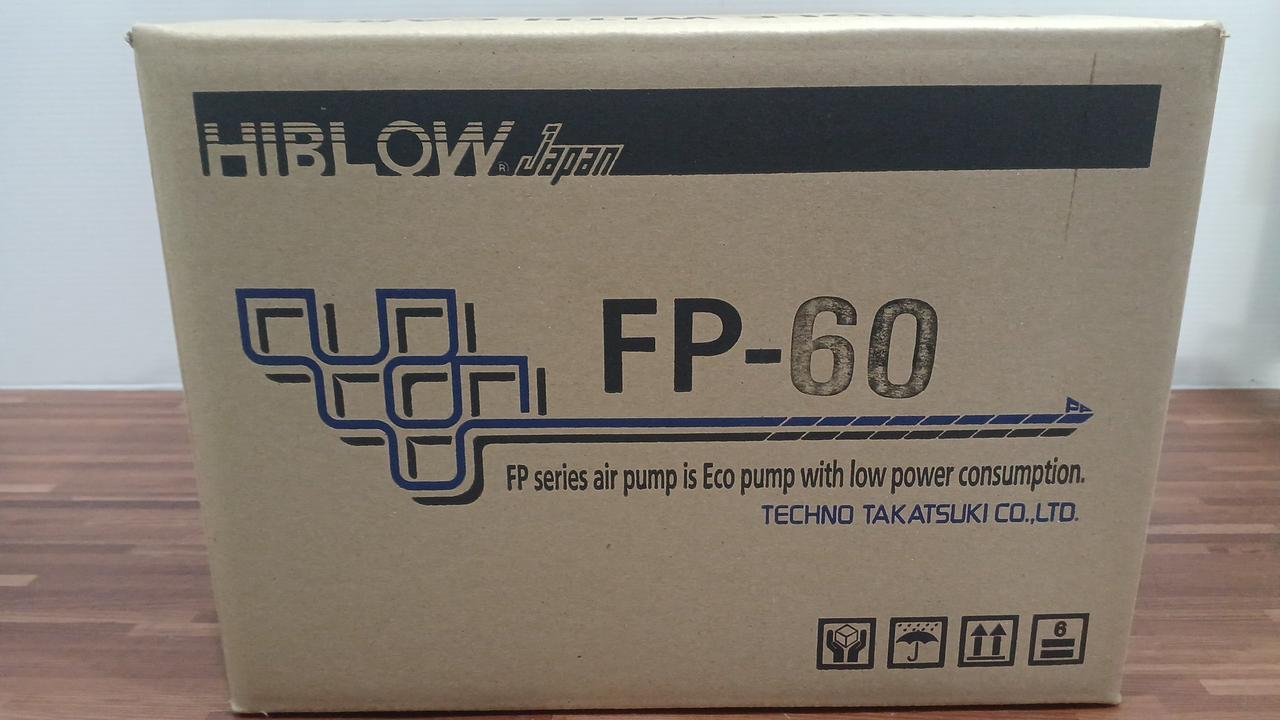 HIBLOW® Japan
FP-60
FP series air pump is Eco pump with low power consumption.
TECHNO TAKATSUKI CO.,LTD.
6